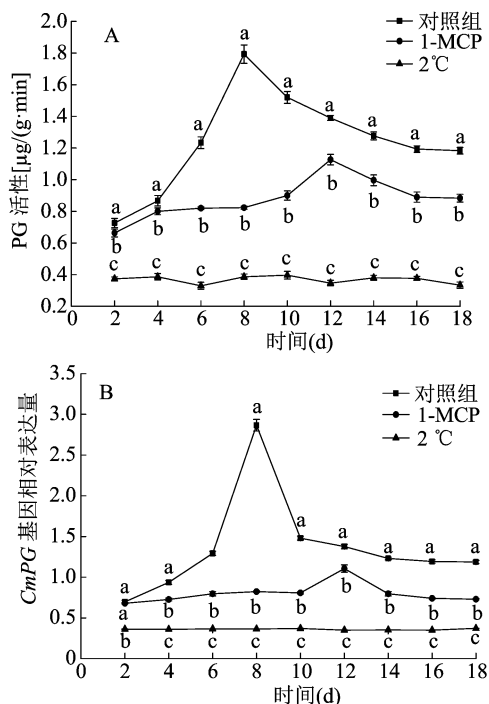 A
对照组
1-MCP
2℃
PG 活性[μg/(g·min]
2.0
1.8
1.6
1.4
1.2
1.0
0.8
0.6
0.4
0.2
a a a a a a a a a
b b b b b b b b b
c c c c c c c c c
0 2 4 6 8 10 12 14 16 18
时间(d)
B
对照组
1-MCP
2 ℃
CmPG 基因相对表达量
3.5
3.0
2.5
2.0
1.5
1.0
0.5
0
a a a a a a a a a
a b b b b b b b b
b c c c c c c c c
0 2 4 6 8 10 12 14 16 18
时间(d)